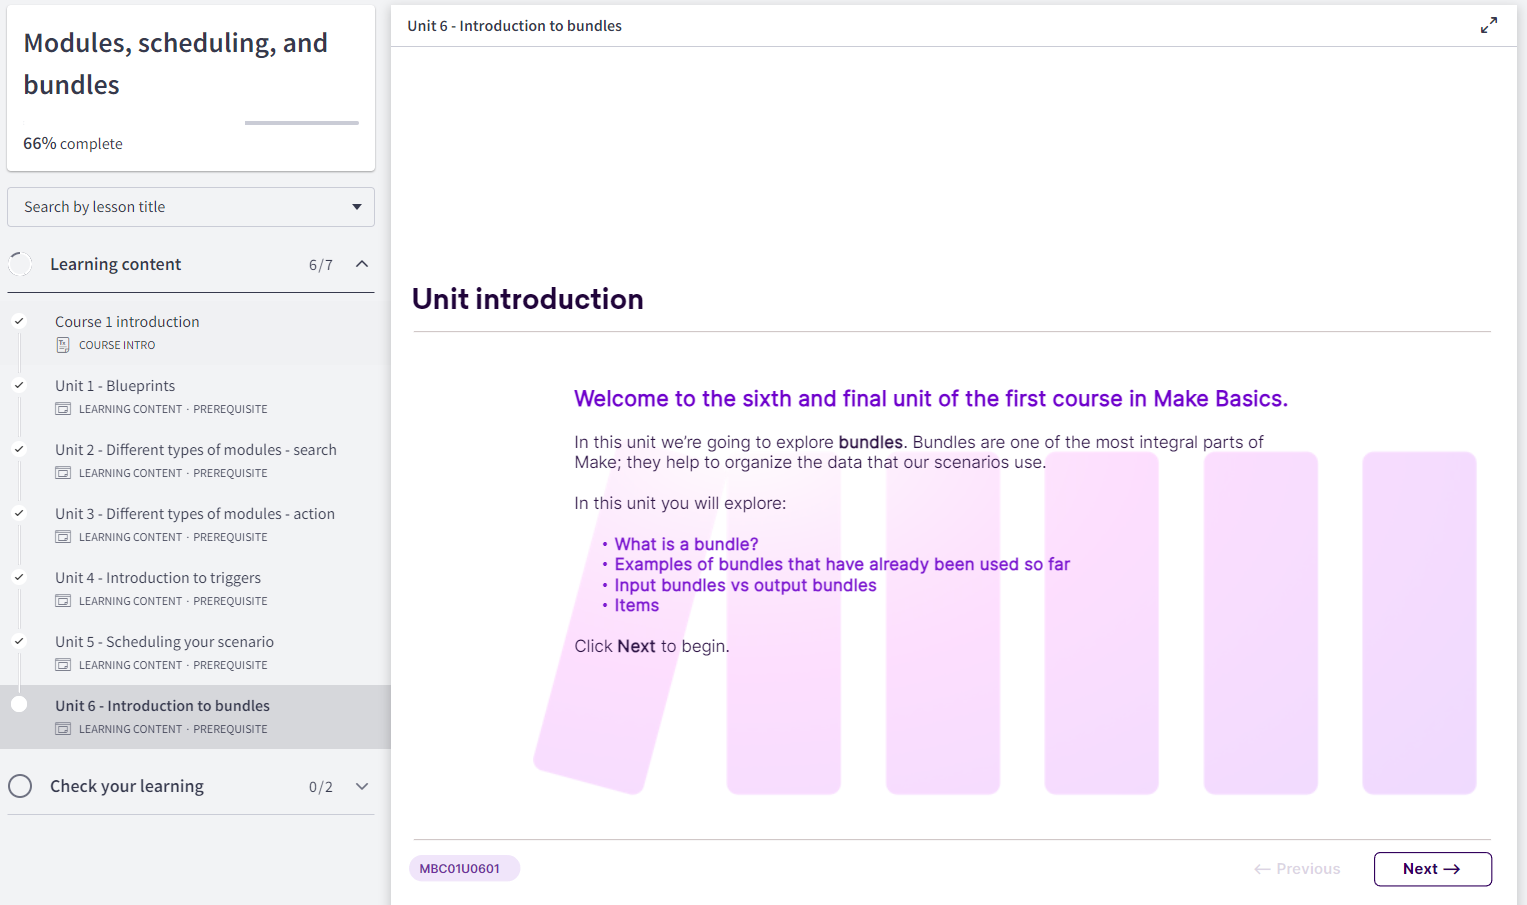 Modules, scheduling, and
bundles
66% complete
Search by lesson title
Learning content 6/7
Course 1 introduction
COURSE INTRO
Unit 1 - Blueprints
LEARNING CONTENT · PREREQUISITE
Unit 2 - Different types of modules - search
LEARNING CONTENT · PREREQUISITE
Unit 3 - Different types of modules - action
LEARNING CONTENT · PREREQUISITE
Unit 4 - Introduction to triggers
LEARNING CONTENT · PREREQUISITE
Unit 5 - Scheduling your scenario
LEARNING CONTENT · PREREQUISITE
Unit 6 - Introduction to bundles
LEARNING CONTENT · PREREQUISITE
Check your learning 0/2
Unit 6 - Introduction to bundles
Unit introduction
Welcome to the sixth and final unit of the first course in Make Basics.
In this unit we’re going to explore bundles. Bundles are one of the most integral parts of
Make; they help to organize the data that our scenarios use.
In this unit you will explore:
• What is a bundle?
• Examples of bundles that have already been used so far
• Input bundles vs output bundles
• Items
Click Next to begin.
MBC01U0601
← Previous
Next →